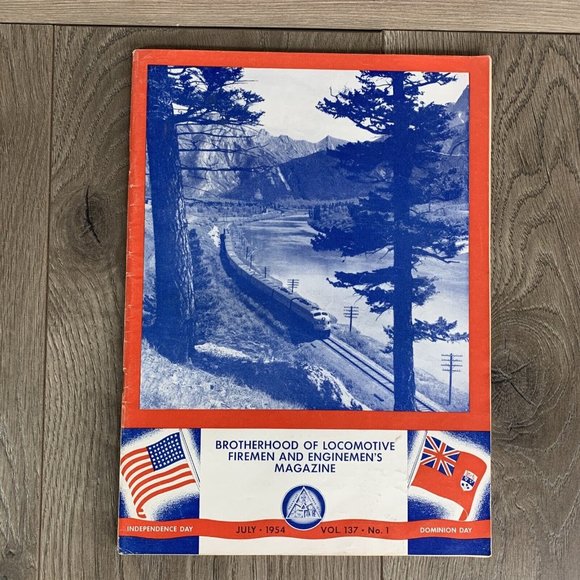 BROTHERHOOD OF LOCOMOTIVE
FIREMEN AND ENGINEMEN'S
MAGAZINE
INDEPENDENCE DAY
JULY · 1954
VOL. 137 · No. 1
DOMINION DAY